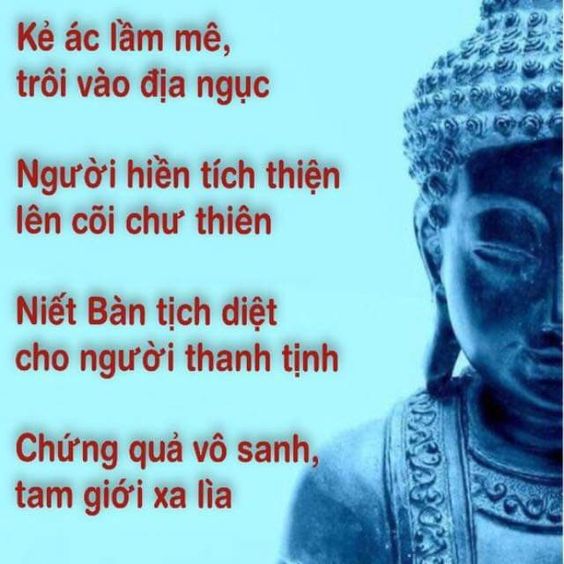 Kẻ ác lầm mê,
trôi vào địa ngục
Người hiền tích thiện
lên cõi chư thiên
Niết Bàn tịch diệt
cho người thanh tịnh
Chứng quả vô sanh,
tam giới xa lìa